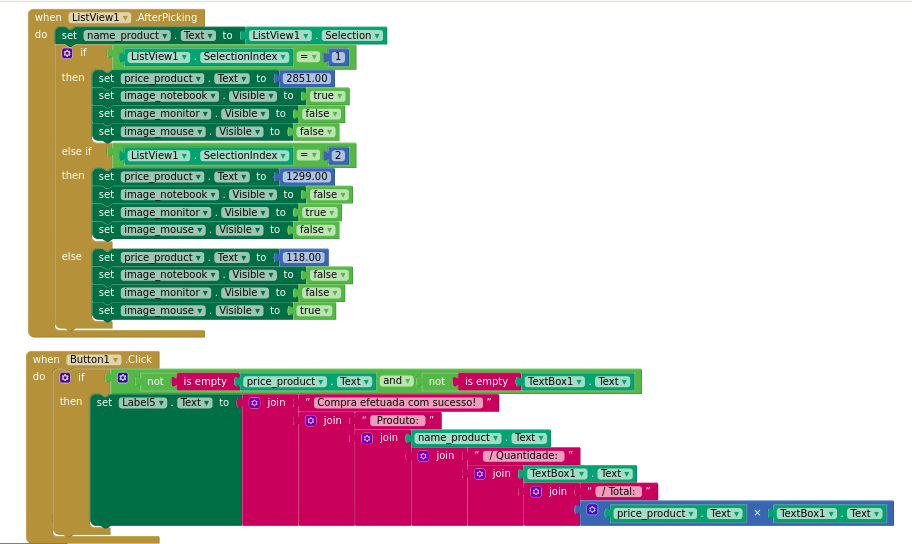 when ListView1 .AfterPicking
do set name_product . Text to ListView1 . Selection
if ListView1 . SelectionIndex = 1
then set price_product . Text to 2851.00
set image_notebook . Visible to true
set image_monitor . Visible to false
set image_mouse . Visible to false
else if ListView1 . SelectionIndex = 2
then set price_product . Text to 1299.00
set image_notebook . Visible to false
set image_monitor . Visible to true
set image_mouse . Visible to false
else set price_product . Text to 118.00
set image_notebook . Visible to false
set image_monitor . Visible to false
set image_mouse . Visible to true
when Button1 .Click
do if not is empty price_product . Text and not is empty TextBox1 . Text
then set Label5 . Text to join " Compra efetuada com sucesso! "
join " Produto: "
join name_product . Text
join " / Quantidade: "
join TextBox1 . Text
join " / Total: "
price_product . Text × TextBox1 . Text